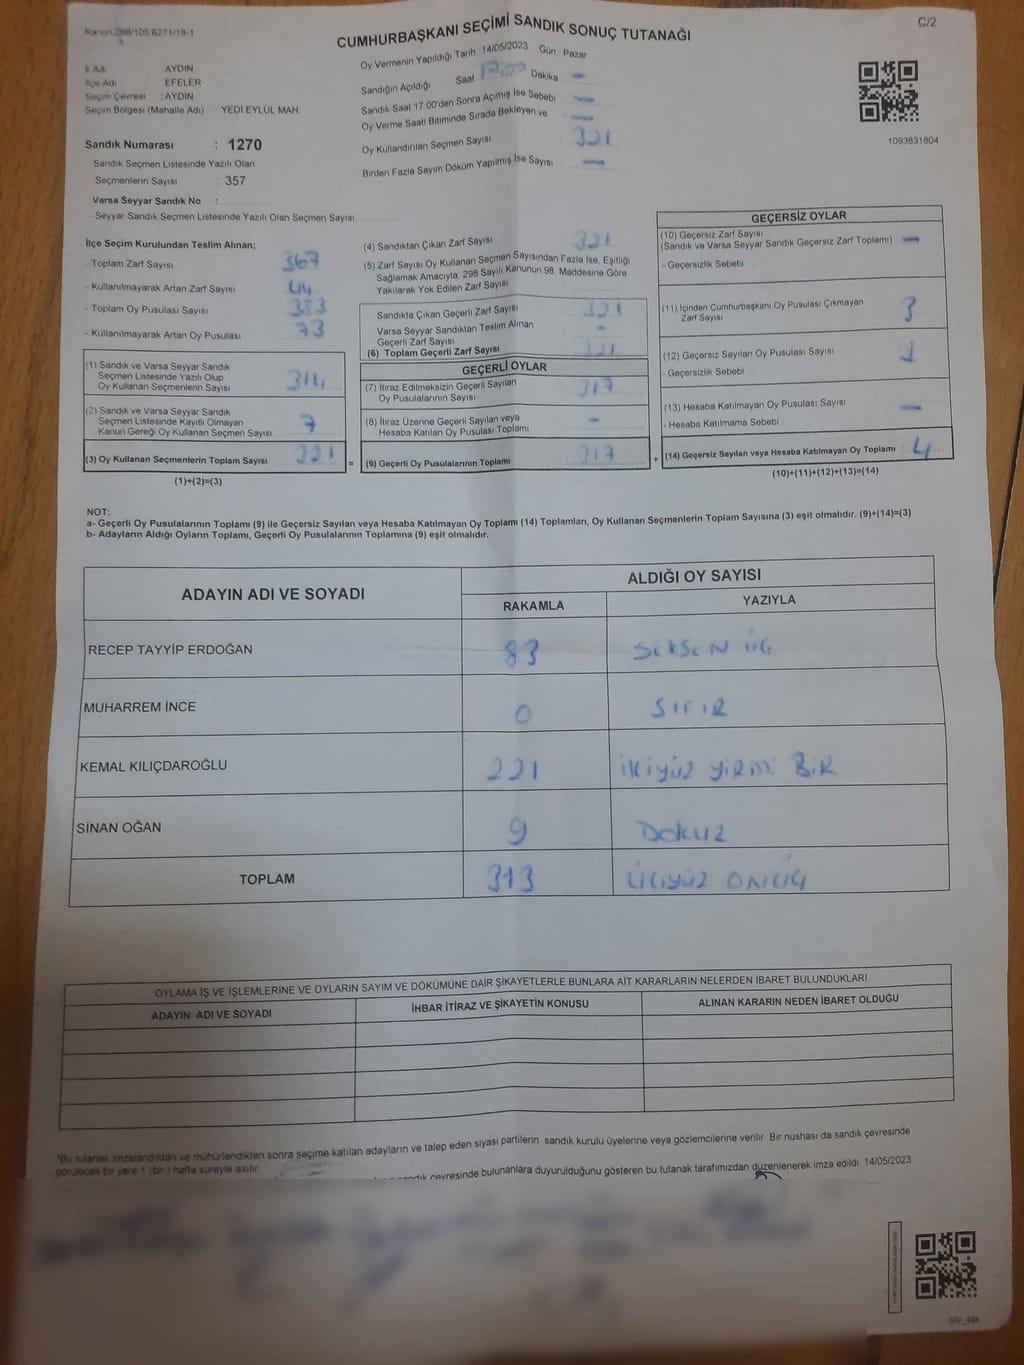 Kanun 298/105.6271/18-1
C/2
CUMHURBAŞKANI SEÇİMİ SANDIK SONUÇ TUTANAĞI
İl Adı AYDIN
İlçe Adı EFELER
Seçim Çevresi : AYDIN
Seçim Bölgesi (Mahalle Adı) YEDİ EYLÜL MAH
Sandık Numarası : 1270
Sandık Seçmen Listesinde Yazılı Olan
Seçmenlerin Sayısı : 357
Varsa Seyyar Sandık No :
- Seyyar Sandık Seçmen Listesinde Yazılı Olan Seçmen Sayısı
Oy Vermenin Yapıldığı Tarih 14/05/2023 Gün Pazar
Sandığın Açıldığı Saat 17:00 Dakika -
Sandık Saat 17.00'den Sonra Açımış İse Sebebi -
Oy Verme Saati Bitiminde Sırada Bekleyen ve -
Oy Kullandırılan Seçmen Sayısı 321
Birden Fazla Sayım Döküm Yapılmış İse Sayısı -
1093831604
İlçe Seçim Kurulundan Teslim Alınan;
- Toplam Zarf Sayısı 367
- Kullanılmayarak Artan Zarf Sayısı 44
- Toplam Oy Pusulası Sayısı 353
- Kullanılmayarak Artan Oy Pusulası 73
(1) Sandık ve Varsa Seyyar Sandık
Seçmen Listesinde Yazılı Olup
Oy Kullanan Seçmenlerin Sayısı 314
(2) Sandık ve Varsa Seyyar Sandık
Seçmen Listesinde Kayıtlı Olmayan
Kanun Gereği Oy Kullanan Seçmen Sayısı 7
(3) Oy Kullanan Seçmenlerin Toplam Sayısı 321 =
(1)+(2)=(3)
(4) Sandıktan Çıkan Zarf Sayısı 321
(5) Zarf Sayısı Oy Kullanan Seçmen Sayısından Fazla İse, Eşitliği
Sağlamak Amacıyla, 298 Sayılı Kanunun 98. Maddesine Göre
Yakılarak Yok Edilen Zarf Sayısı
Sandıkta Çıkan Geçerli Zarf Sayısı 321
Varsa Seyyar Sandıktan Teslim Alınan
Geçerli Zarf Sayısı -
(6) Toplam Geçerli Zarf Sayısı 321
GEÇERLİ OYLAR
(7) İtiraz Edilmeksizin Geçerli Sayılan
Oy Pusulalarının Sayısı 317
(8) İtiraz Üzerine Geçerli Sayılan veya
Hesaba Katılan Oy Pusulası Toplamı -
(9) Geçerli Oy Pusulalarının Toplamı 317 +
GEÇERSİZ OYLAR
(10) Geçersiz Zarf Sayısı
(Sandık ve Varsa Seyyar Sandık Geçersiz Zarf Toplamı) -
- Geçersizlik Sebebi
(11) İçinden Cumhurbaşkanı Oy Pusulası Çıkmayan
Zarf Sayısı 3
(12) Geçersiz Sayılan Oy Pusulası Sayısı 1
- Geçersizlik Sebebi
(13) Hesaba Katılmayan Oy Pusulası Sayısı -
- Hesaba Katılmama Sebebi
(14) Geçersiz Sayılan veya Hesaba Katılmayan Oy Toplamı 4
(10)+(11)+(12)+(13)=(14)
NOT:
a- Geçerli Oy Pusulalarının Toplamı (9) ile Geçersiz Sayılan veya Hesaba Katılmayan Oy Toplamı (14) Toplamları, Oy Kullanan Seçmenlerin Toplam Sayısına (3) eşit olmalıdır. (9)+(14)=(3)
b- Adayların Aldığı Oyların Toplamı, Geçerli Oy Pusulalarının Toplamına (9) eşit olmalıdır.
ADAYIN ADI VE SOYADI
ALDIĞI OY SAYISI
RAKAMLA YAZIYLA
RECEP TAYYİP ERDOĞAN 83 SEKSEN ÜÇ
MUHARREM İNCE 0 SIFIR
KEMAL KILIÇDAROĞLU 221 İKİYÜZ YİRMİ BİR
SİNAN OĞAN 9 DOKUZ
TOPLAM 313 ÜÇYÜZ ONÜÇ
OYLAMA İŞ VE İŞLEMLERİNE VE OYLARIN SAYIM VE DÖKÜMÜNE DAİR ŞİKAYETLERLE BUNLARA AİT KARARLARIN NELERDEN İBARET BULUNDUKLARI
ADAYIN ADI VE SOYADI İHBAR İTİRAZ VE ŞİKAYETİN KONUSU ALINAN KARARIN NEDEN İBARET OLDUĞU
*Bu tutanak imzalandıktan ve mühürlendikten sonra seçime katılan adayların ve talep eden siyasi partilerin sandık kurulu üyelerine veya gözlemcilerine verilir Bir nüshası da sandık çevresinde
görülecek bir yere 1 (bir) hafta süreyle asılır
sandık çevresinde bulunanlara duyurulduğunu gösteren bu tutanak tarafımızdan düzenlenerek imza edildi 14/05/2023